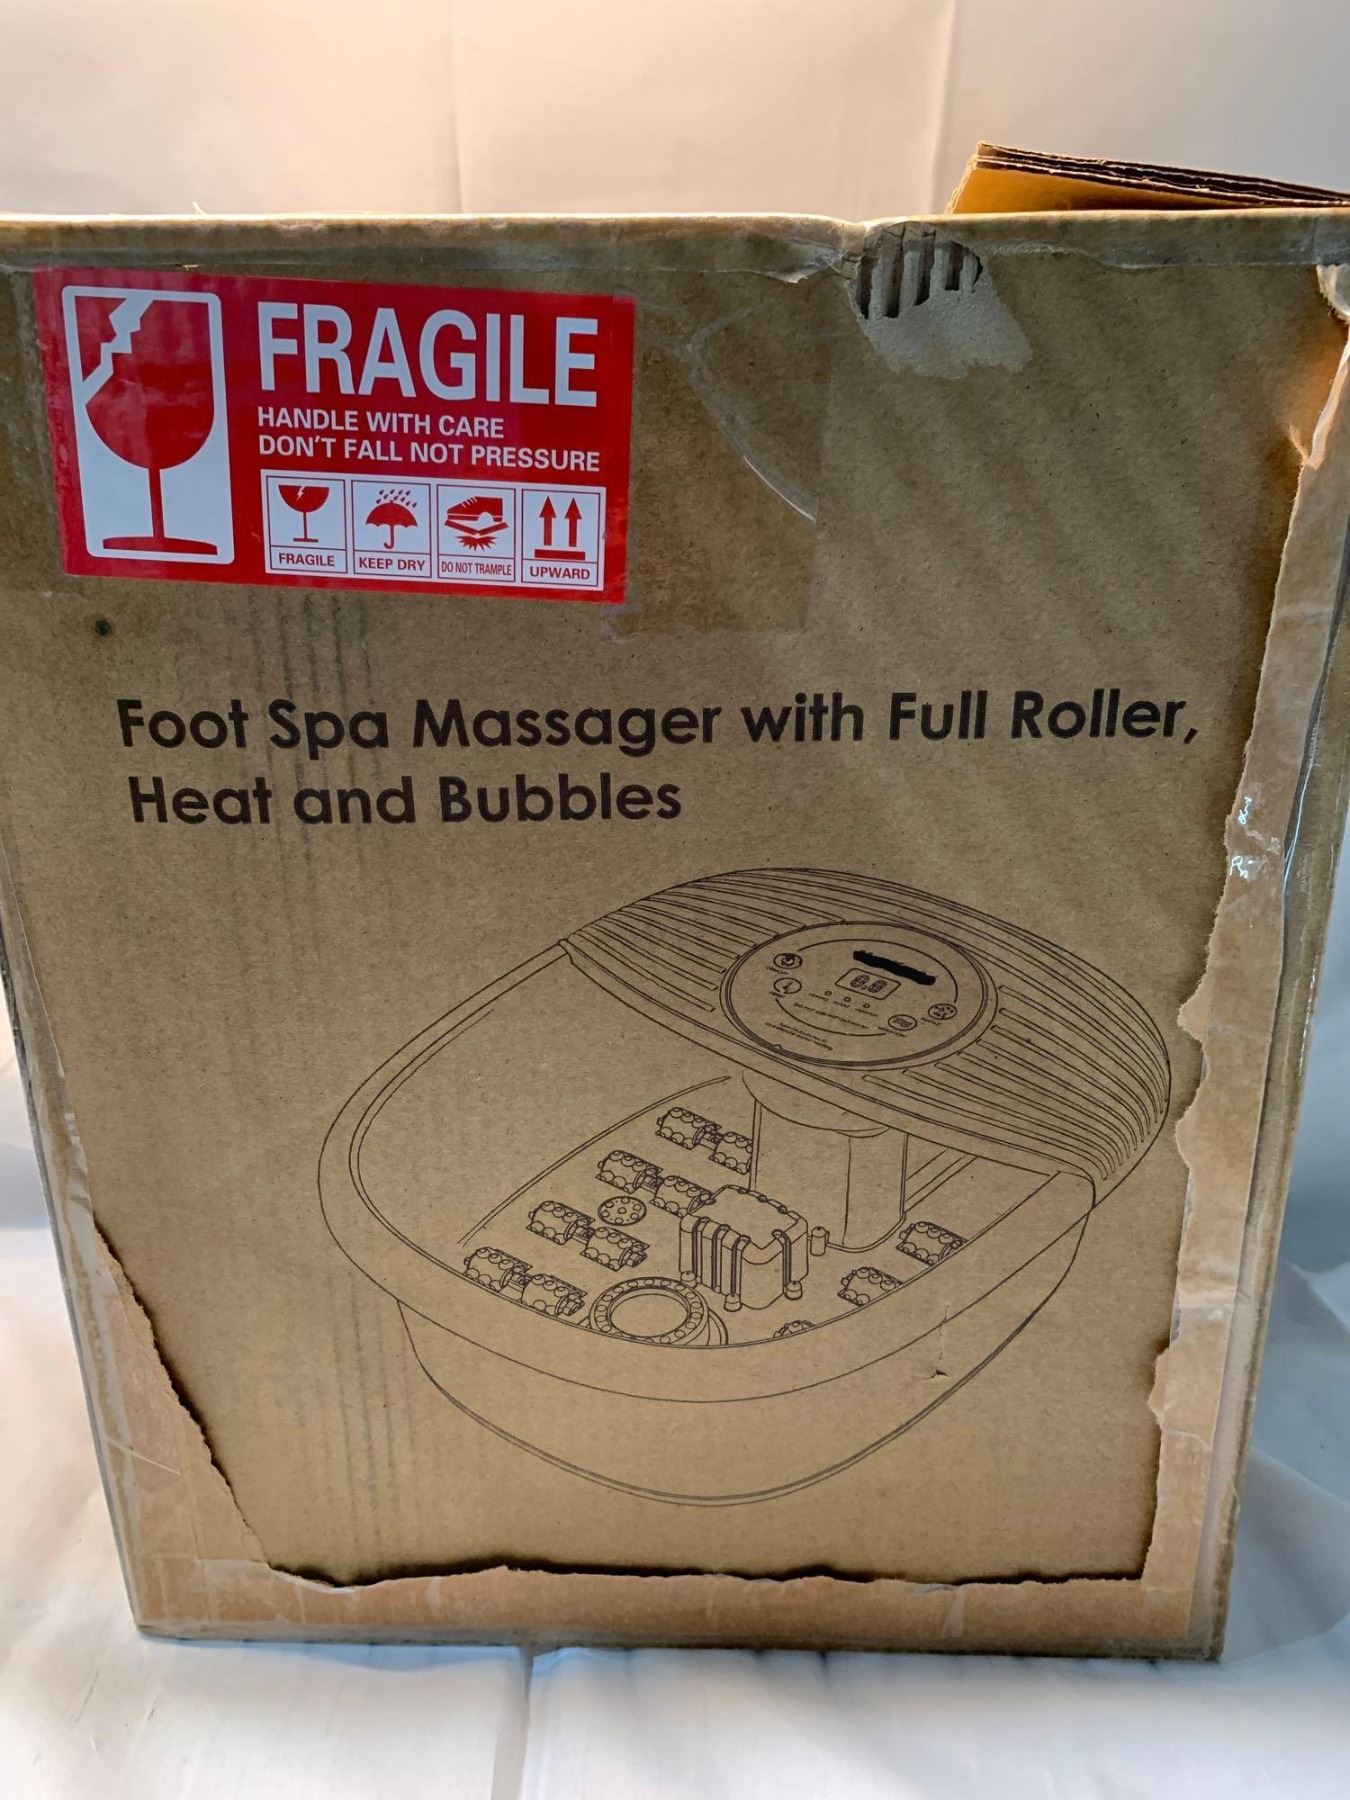 FRAGILE
HANDLE WITH CARE
DON'T FALL NOT PRESSURE
FRAGILE
KEEP DRY
DO NOT TRAMPLE
UPWARD
Foot Spa Massager with Full Roller,
Heat and Bubbles